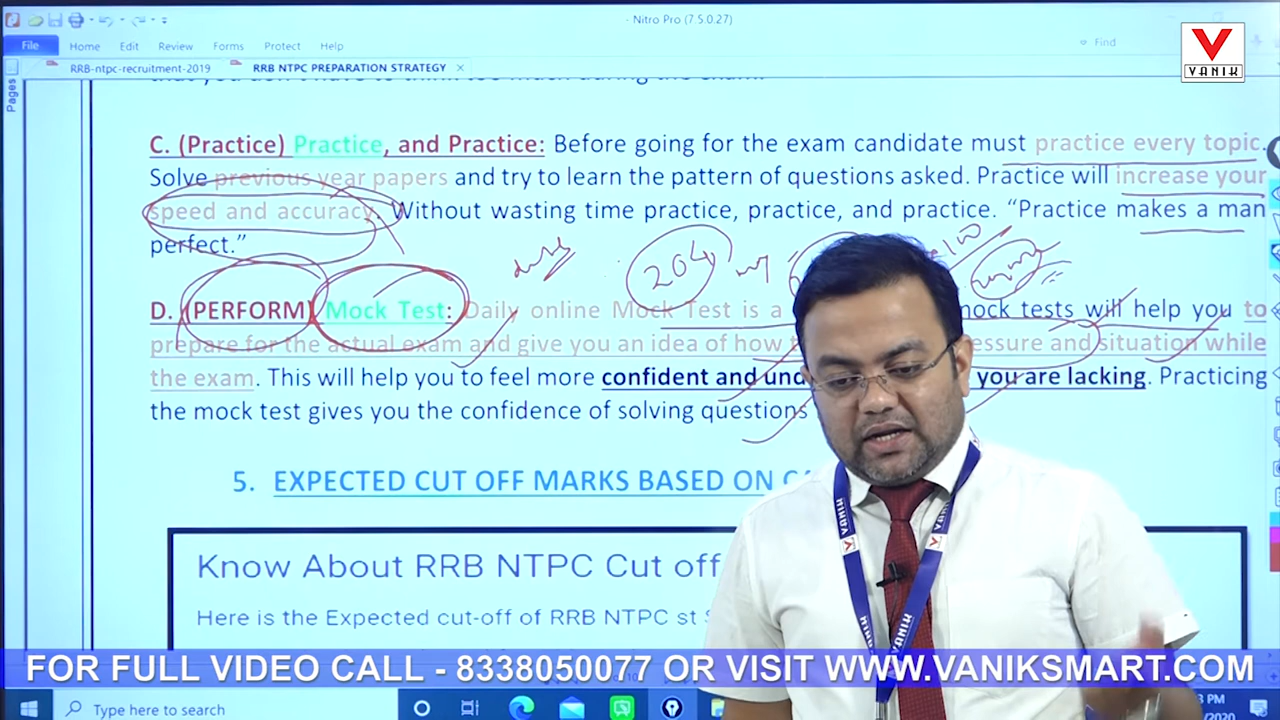 - Nitro Pro (7.5.0.27)
File Home Edit Review Forms Protect Help
Find
RRB-ntpc-recruitment-2019 RRB NTPC PREPARATION STRATEGY
Pages
VANIK
C. (Practice) Practice, and Practice: Before going for the exam candidate must practice every topic.
Solve previous year papers and try to learn the pattern of questions asked. Practice will increase your
speed and accuracy. Without wasting time practice, practice, and practice. “Practice makes a man
perfect.”
204
D. (PERFORM) Mock Test: Daily online Mock Test is a mock tests will help you to
prepare for the actual exam and give you an idea of how and situation while
the exam. This will help you to feel more confident and you are lacking. Practicing
the mock test gives you the confidence of solving questions
5. EXPECTED CUT OFF MARKS BASED ON
Know About RRB NTPC Cut off
Here is the Expected cut-off of RRB NTPC st
VANIK
VANIK
FOR FULL VIDEO CALL - 8338050077 OR VISIT WWW.VANIKSMART.COM
Type here to search